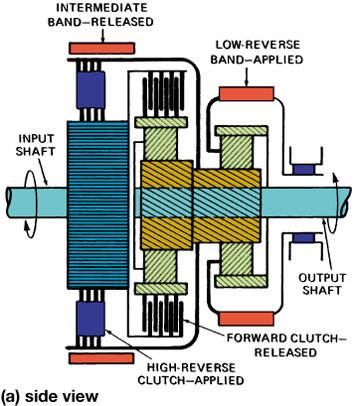 INTERMEDIATE
BAND–RELEASED
LOW-REVERSE
BAND–APPLIED
INPUT
SHAFT
OUTPUT
SHAFT
FORWARD CLUTCH–
RELEASED
HIGH-REVERSE
CLUTCH–APPLIED
(a) side view